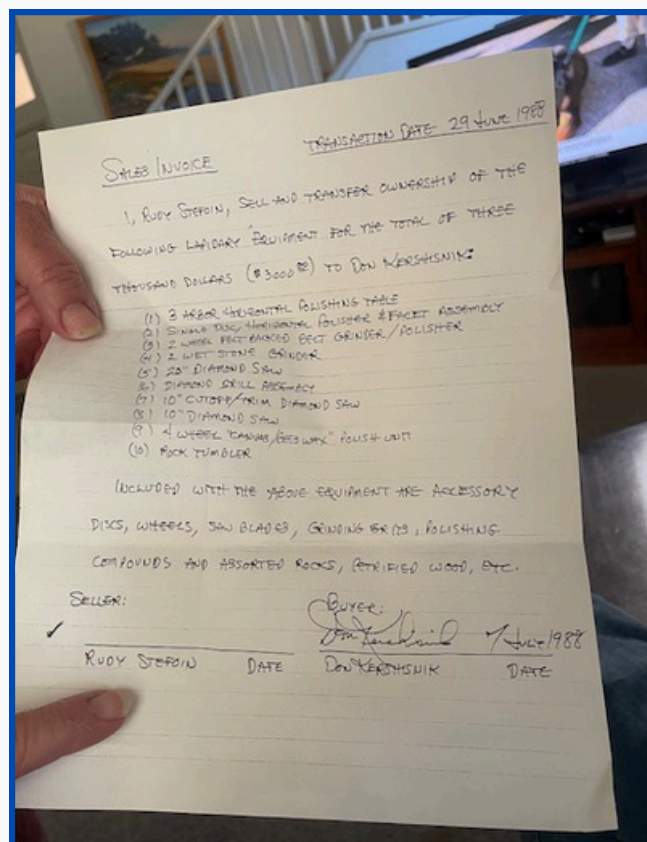 TRANSACTION DATE 29 JUNE 1988
SALES INVOICE
I, RUDY STEFOIN, SELL AND TRANSFER OWNERSHIP OF THE
FOLLOWING LAPIDARY EQUIPMENT FOR THE TOTAL OF THREE
THOUSAND DOLLARS ($3000 00) TO DON KERSHISNIK:
(1) 3 ARBOR HORIZONTAL POLISHING TABLE
(2) SINGLE DISC, HORIZONTAL POLISHER & FACET ASSEMBLY
(3) 2 WHEEL FELT BACKED BELT GRINDER/POLISHER
(4) 2 WET STONE GRINDER
(5) 20" DIAMOND SAW
(6) DIAMOND DRILL ASSEMBLY
(7) 10" CUTOFF/TRIM DIAMOND SAW
(8) 10" DIAMOND SAW
(9) 4 WHEEL "CANVAS/GEO WAX" POLISH UNIT
(10) ROCK TUMBLER
INCLUDED WITH THE ABOVE EQUIPMENT ARE ACCESSORY
DISCS, WHEELS, SAW BLADES, GRINDING GRITS, POLISHING
COMPOUNDS AND ASSORTED ROCKS, PETRIFIED WOOD, ETC.
SELLER: BUYER:
Don Kershisnik 7 JULY 1988
RUDY STEFOIN DATE DON KERSHISNIK DATE